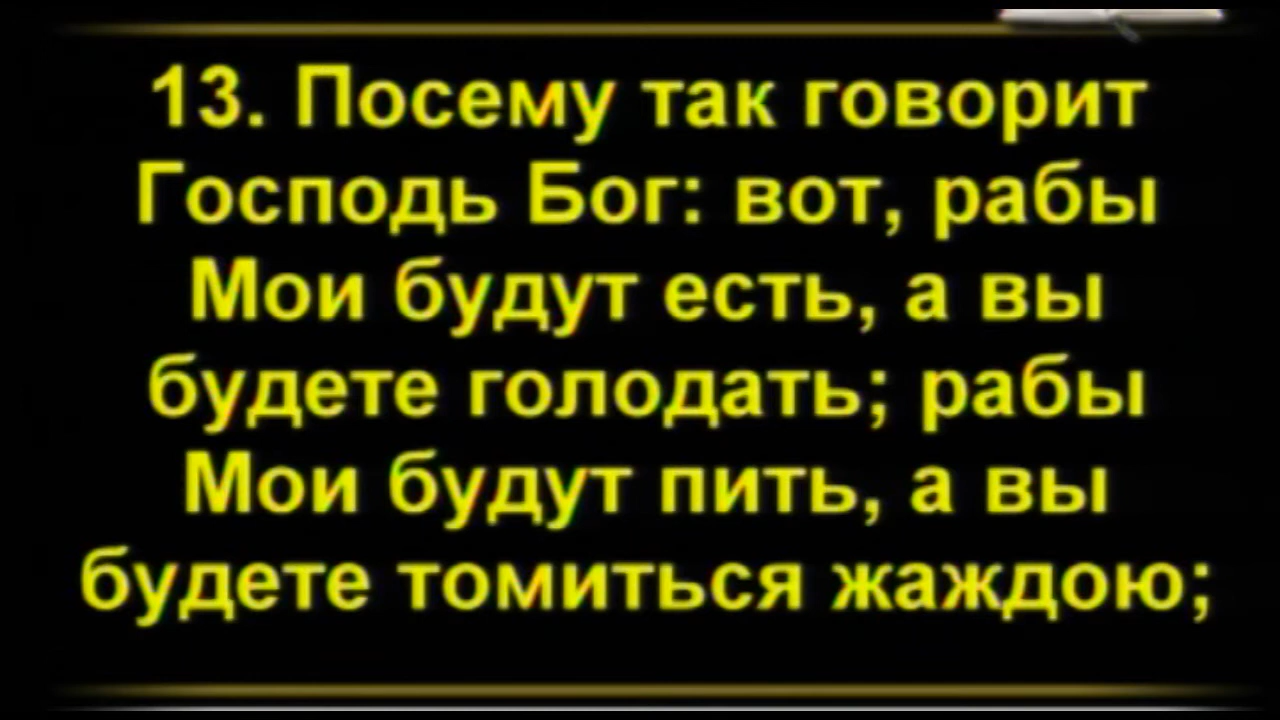 13. Посему так говорит
Господь Бог: вот, рабы
Мои будут есть, а вы
будете голодать; рабы
Мои будут пить, а вы
будете томиться жаждою;